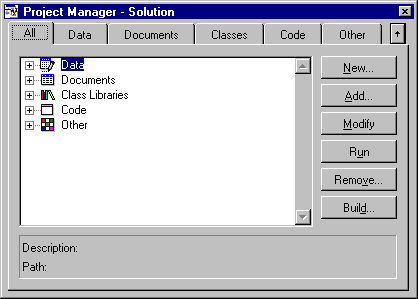 Project Manager - Solution
All Data Documents Classes Code Other
Data
Documents
Class Libraries
Code
Other
New...
Add...
Modify
Run
Remove...
Build...
Description:
Path: